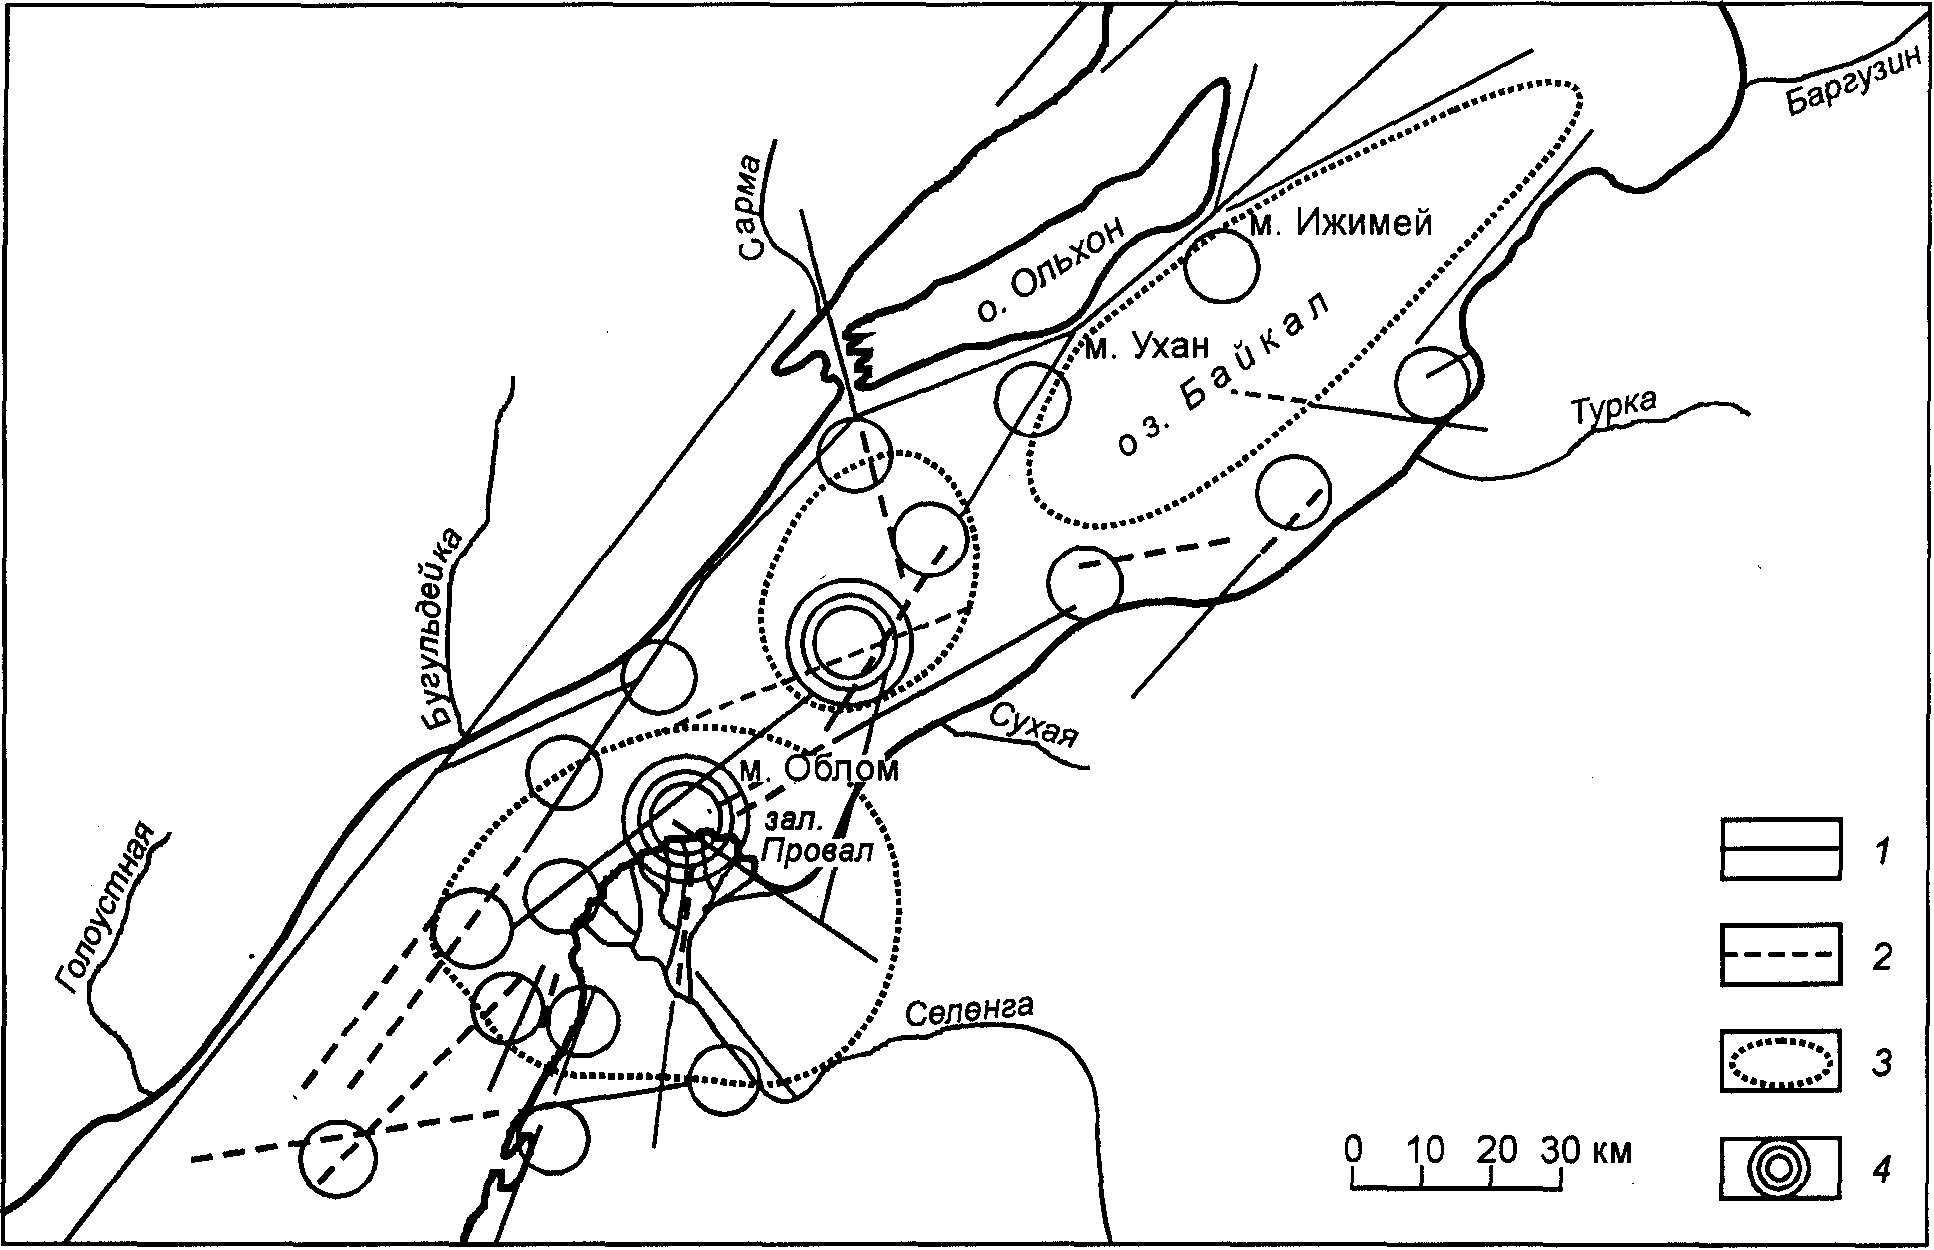 Баргузин
Сарма
м. Ижимей
о. Ольхон
м. Ухан
оз. Байкал
Турка
Бугульдейка
Сухая
м. Облом
зал.
Провал
Голоустная
Селенга
1
2
3
4
0 10 20 30 км